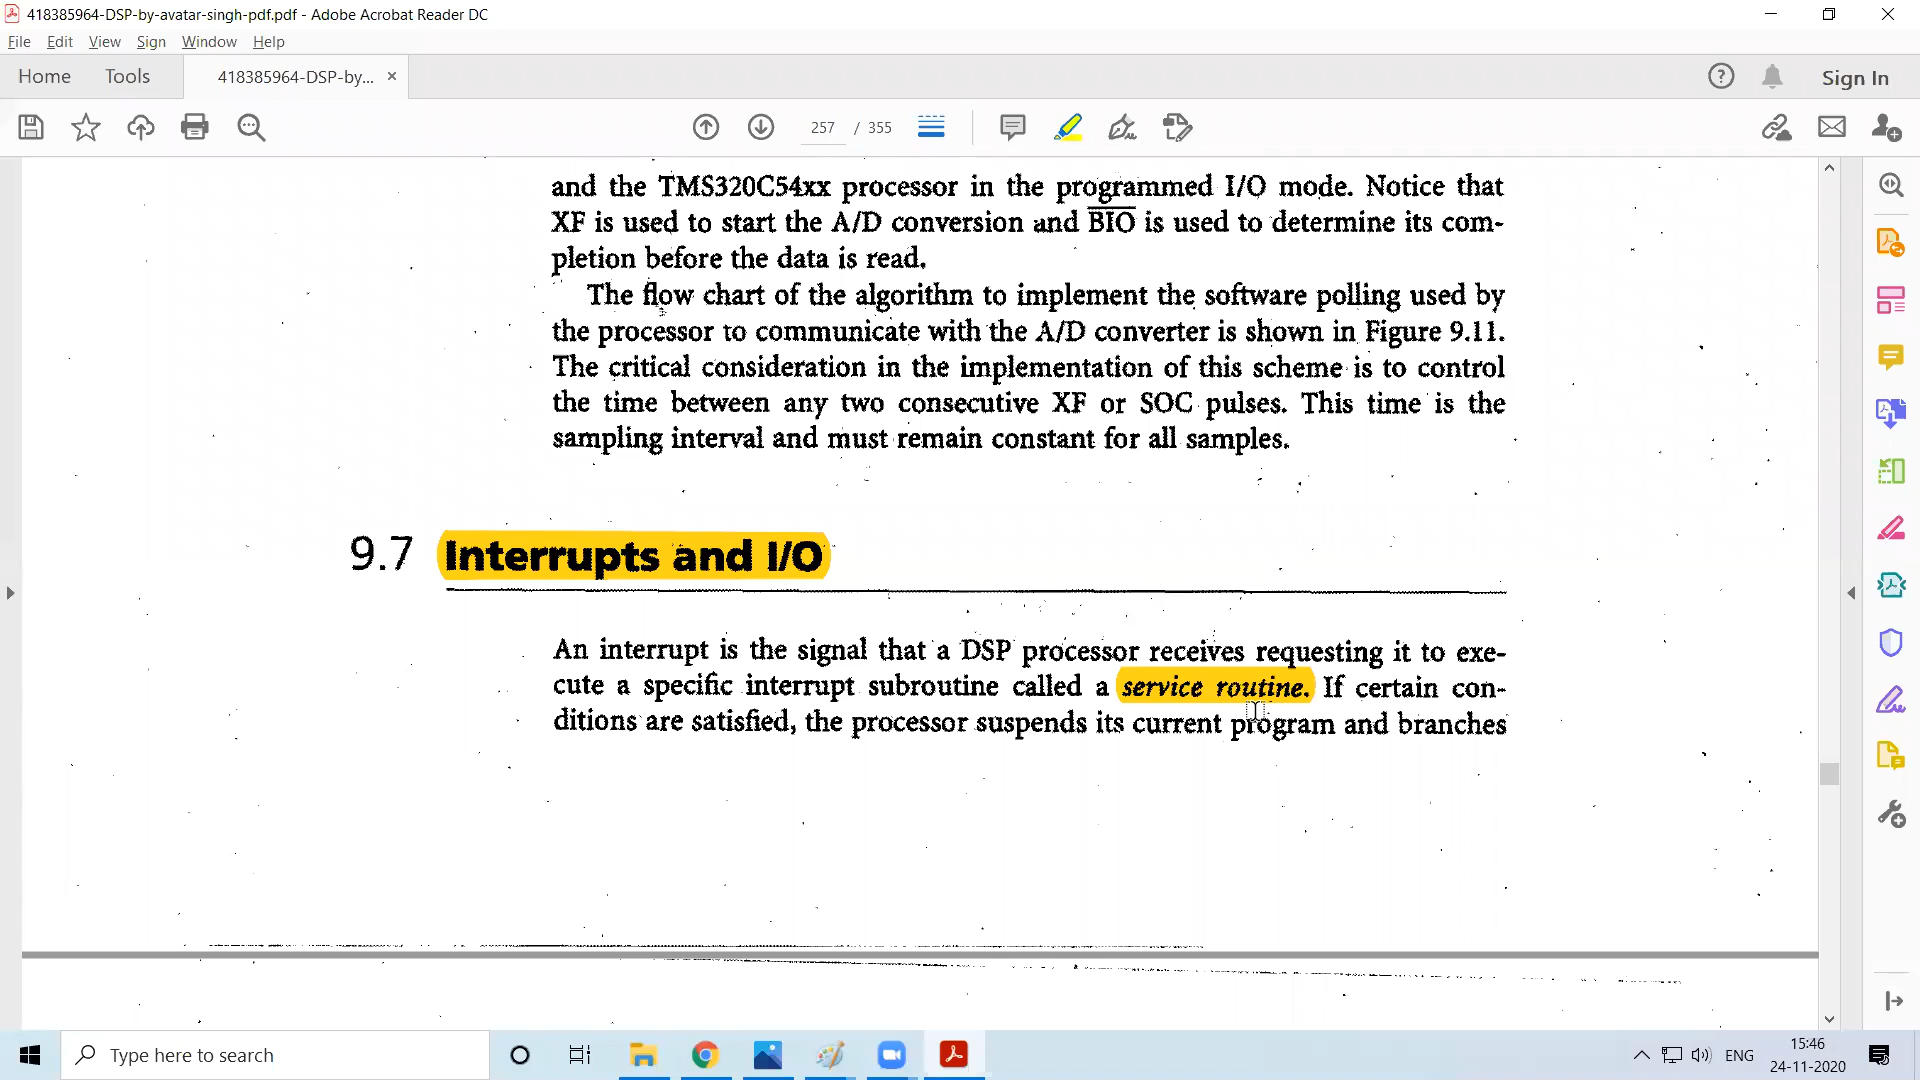 418385964-DSP-by-avatar-singh-pdf.pdf - Adobe Acrobat Reader DC
File Edit View Sign Window Help
Home Tools 418385964-DSP-by... × Sign In
257 / 355
and the TMS320C54xx processor in the programmed I/O mode. Notice that
XF is used to start the A/D conversion and BIO is used to determine its com-
pletion before the data is read.
The flow chart of the algorithm to implement the software polling used by
the processor to communicate with the A/D converter is shown in Figure 9.11.
The critical consideration in the implementation of this scheme is to control
the time between any two consecutive XF or SOC pulses. This time is the
sampling interval and must remain constant for all samples.
9.7 Interrupts and I/O
An interrupt is the signal that a DSP processor receives requesting it to exe-
cute a specific interrupt subroutine called a service routine. If certain con-
ditions are satisfied, the processor suspends its current program and branches
Type here to search
ENG
15:46
24-11-2020